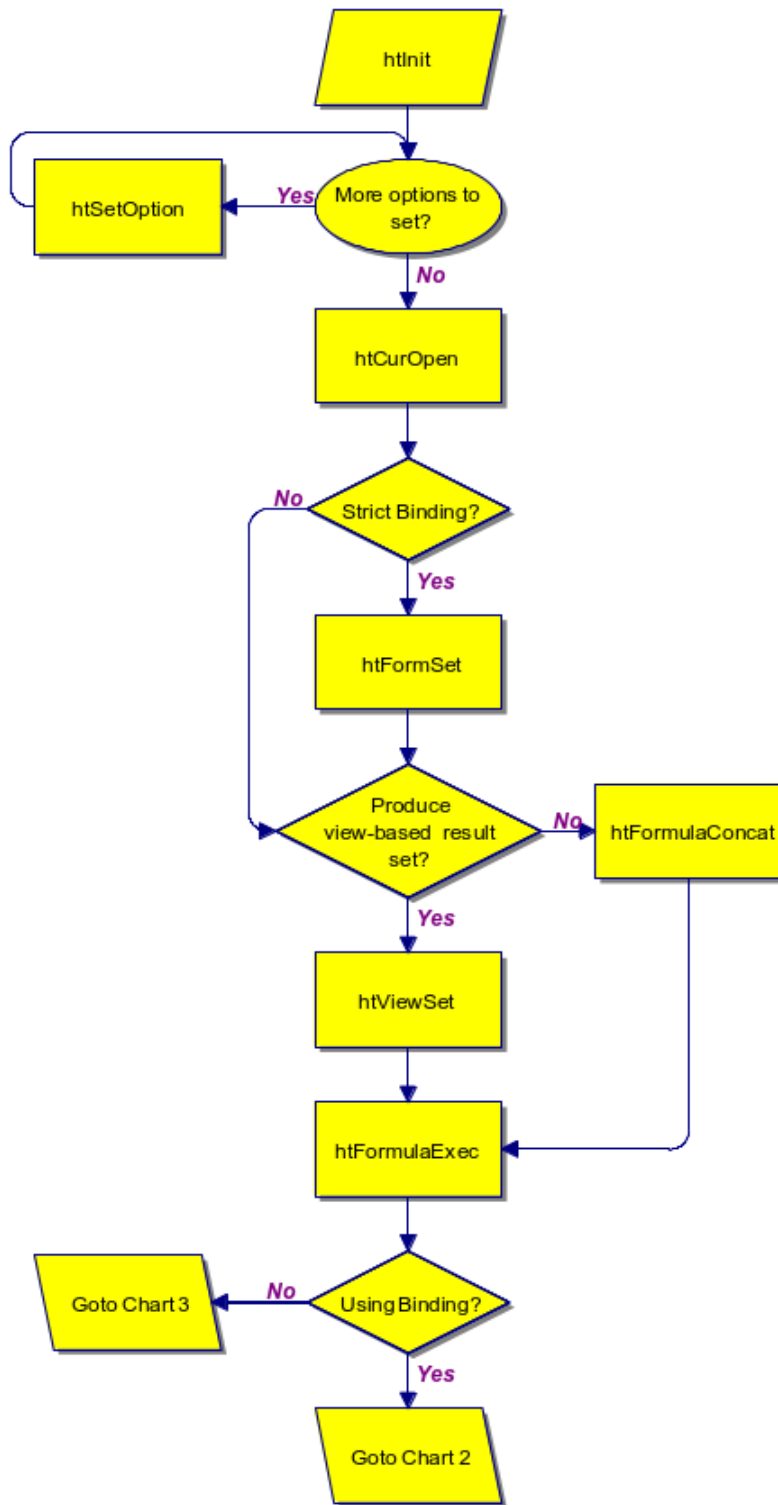 htInit
More options to
set?
Yes
htSetOption
No
htCurOpen
Strict Binding?
No
Yes
htFormSet
Produce
view-based result
set?
No
htFormulaConcat
Yes
htViewSet
htFormulaExec
Using Binding?
No
Goto Chart 3
Yes
Goto Chart 2